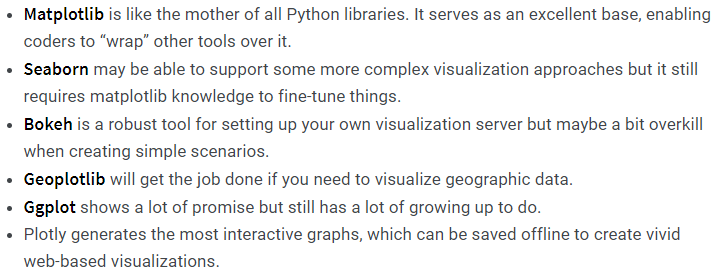 • Matplotlib is like the mother of all Python libraries. It serves as an excellent base, enabling
coders to “wrap” other tools over it.
• Seaborn may be able to support some more complex visualization approaches but it still
requires matplotlib knowledge to fine-tune things.
• Bokeh is a robust tool for setting up your own visualization server but maybe a bit overkill
when creating simple scenarios.
• Geoplotlib will get the job done if you need to visualize geographic data.
• Ggplot shows a lot of promise but still has a lot of growing up to do.
• Plotly generates the most interactive graphs, which can be saved offline to create vivid
web-based visualizations.